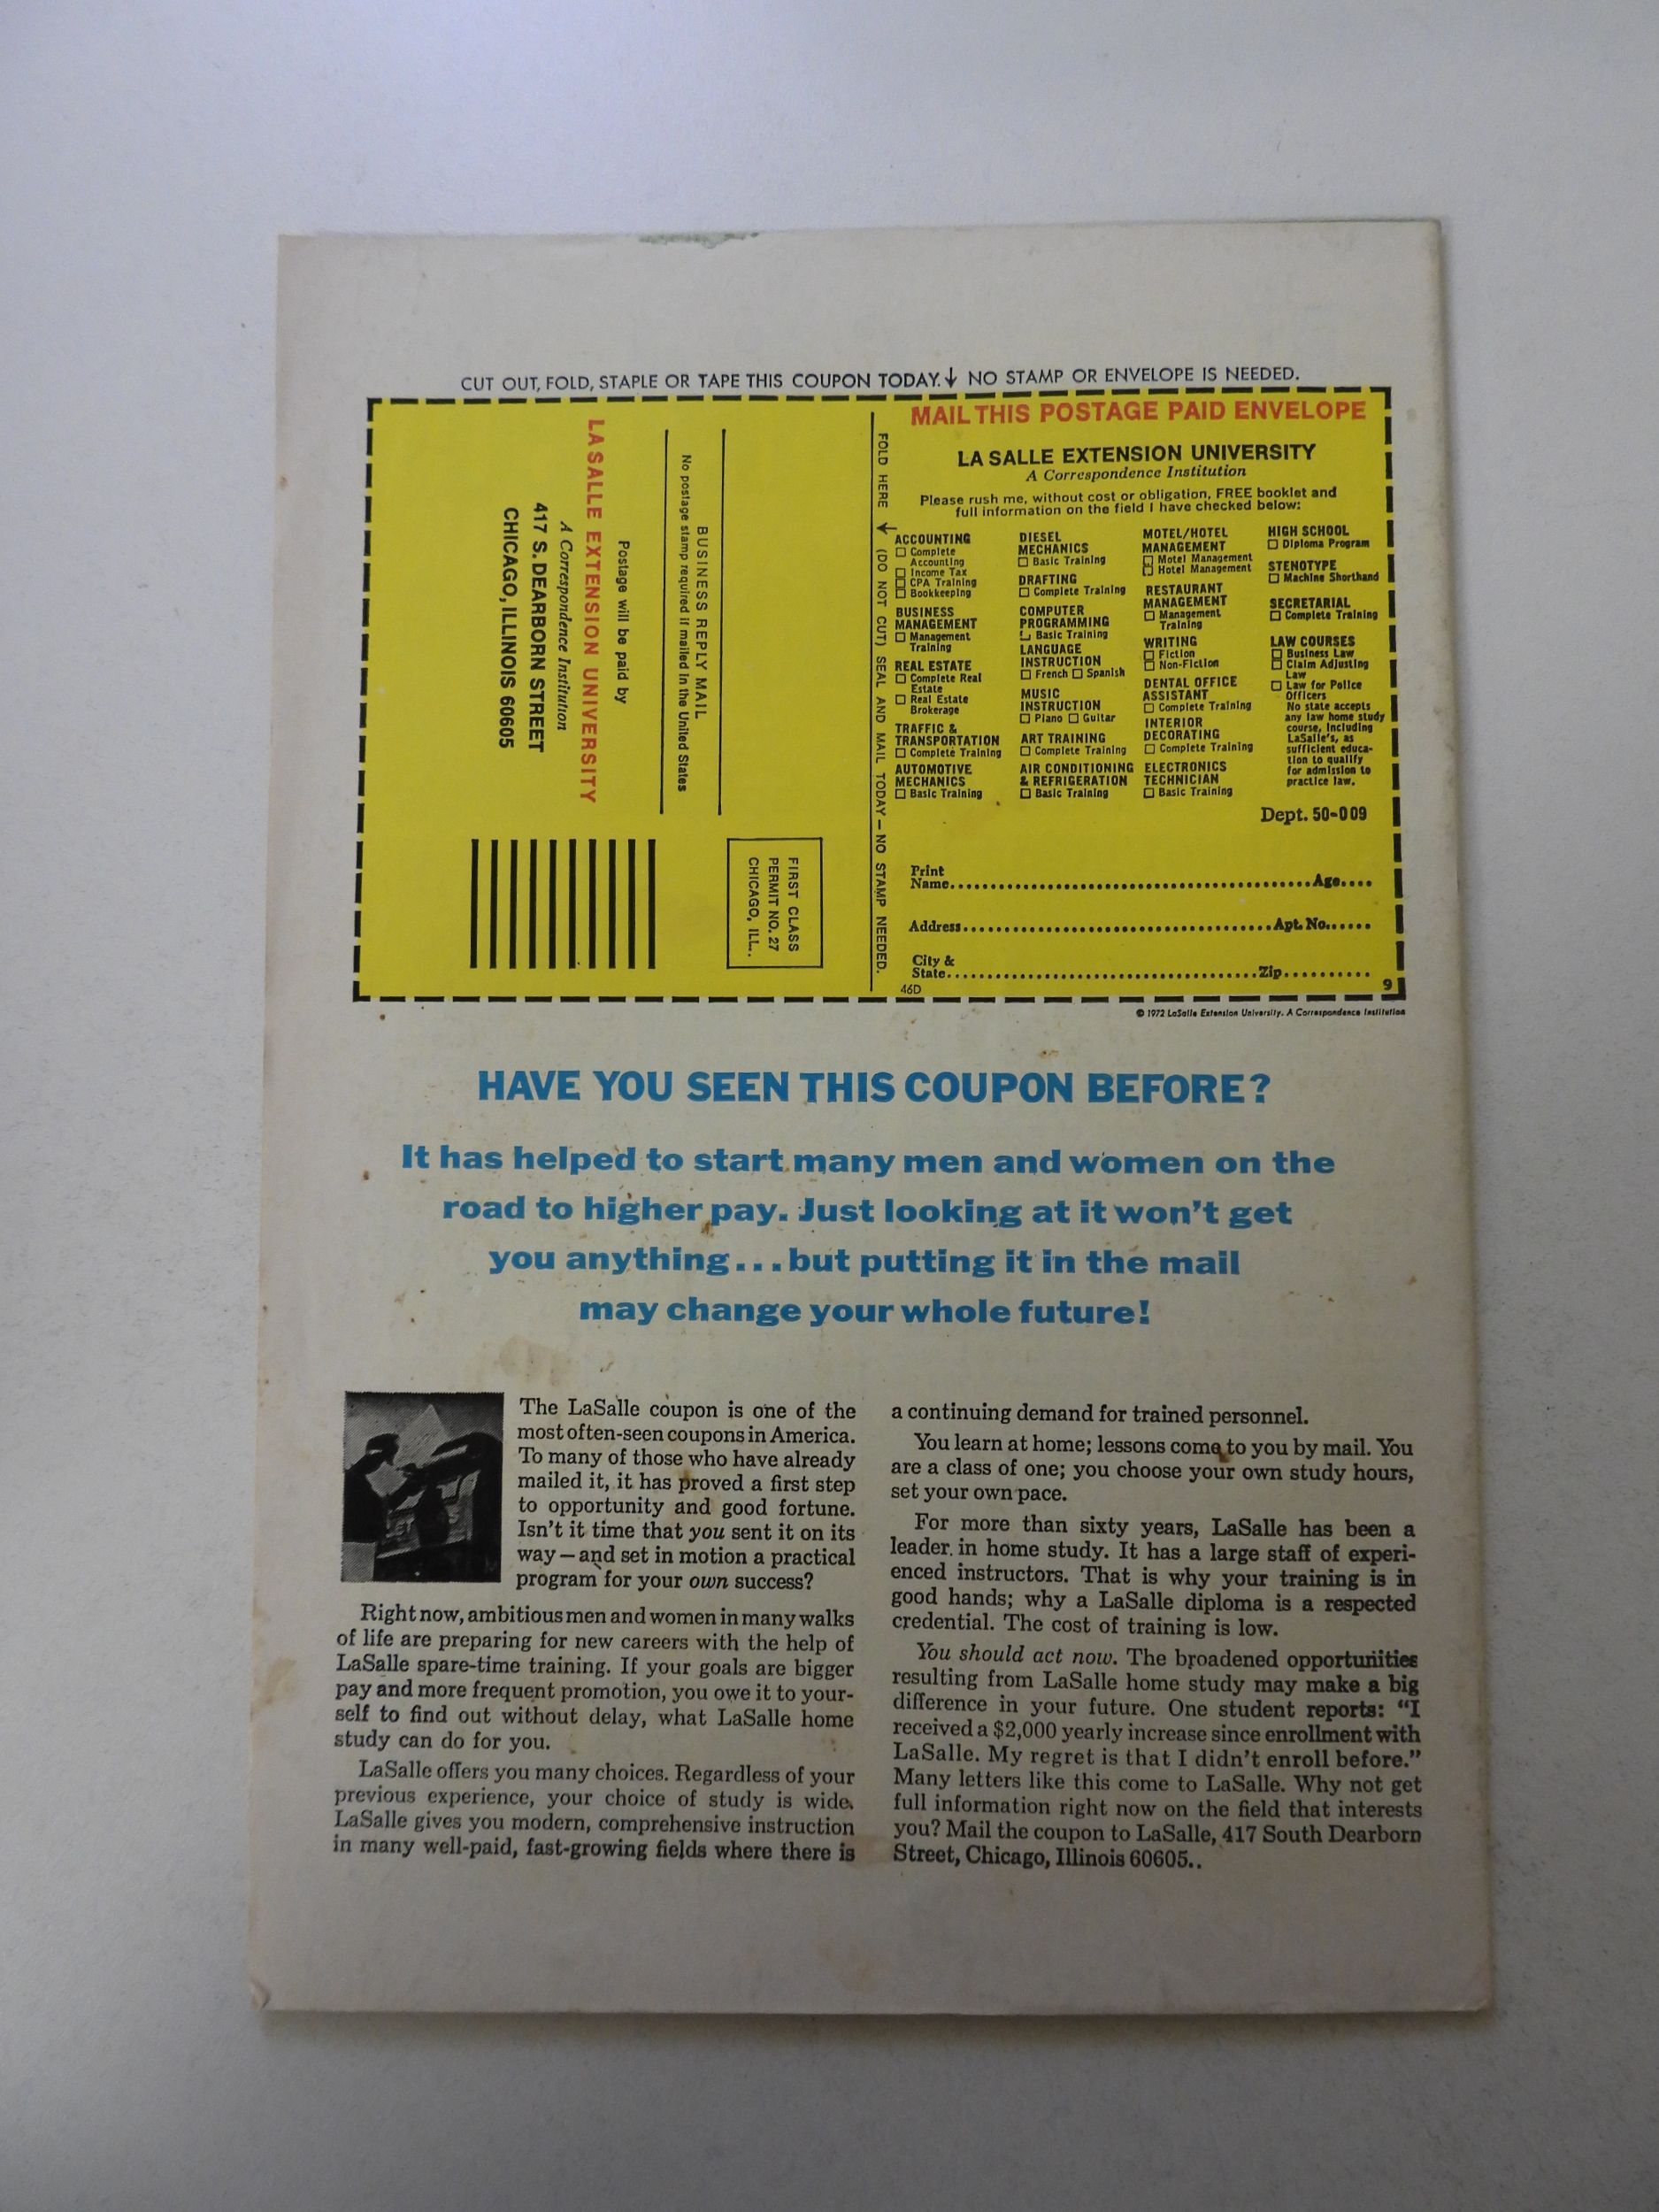 CUT OUT, FOLD, STAPLE OR TAPE THIS COUPON TODAY.↓ NO STAMP OR ENVELOPE IS NEEDED.
BUSINESS REPLY MAIL
No postage stamp required if mailed in the United States
Postage will be paid by
LA SALLE EXTENSION UNIVERSITY
A Correspondence Institution
417 S. DEARBORN STREET
CHICAGO, ILLINOIS 60605
FIRST CLASS
PERMIT NO. 27
CHICAGO, ILL.
FOLD HERE ↓ (DO NOT CUT) SEAL AND MAIL TODAY — NO STAMP NEEDED.
MAIL THIS POSTAGE PAID ENVELOPE
LA SALLE EXTENSION UNIVERSITY
A Correspondence Institution
Please rush me, without cost or obligation, FREE booklet and
full information on the field I have checked below:
ACCOUNTING
□ Complete
Accounting
□ Income Tax
□ CPA Training
□ Bookkeeping
BUSINESS
MANAGEMENT
□ Management
Training
REAL ESTATE
□ Complete Real
Estate
□ Real Estate
Brokerage
TRAFFIC &
TRANSPORTATION
□ Complete Training
AUTOMOTIVE
MECHANICS
□ Basic Training
DIESEL
MECHANICS
□ Basic Training
DRAFTING
□ Complete Training
COMPUTER
PROGRAMMING
□ Basic Training
LANGUAGE
INSTRUCTION
□ French □ Spanish
MUSIC
INSTRUCTION
□ Piano □ Guitar
ART TRAINING
□ Complete Training
AIR CONDITIONING
& REFRIGERATION
□ Basic Training
MOTEL/HOTEL
MANAGEMENT
□ Motel Management
□ Hotel Management
RESTAURANT
MANAGEMENT
□ Management
Training
WRITING
□ Fiction
□ Non-Fiction
DENTAL OFFICE
ASSISTANT
□ Complete Training
INTERIOR
DECORATING
□ Complete Training
ELECTRONICS
TECHNICIAN
□ Basic Training
HIGH SCHOOL
□ Diploma Program
STENOTYPE
□ Machine Shorthand
SECRETARIAL
□ Complete Training
LAW COURSES
□ Business Law
□ Claim Adjusting
Law
□ Law for Police
Officers
No state accepts
any law home study
course, including
LaSalle's, as
sufficient educa-
tion to qualify
for admission to
practice law.
Dept. 50-009
Print
Name............Age....
Address............Apt. No......
City &
State............Zip..........
46D 9
© 1972 LaSalle Extension University. A Correspondence Institution
HAVE YOU SEEN THIS COUPON BEFORE?
It has helped to start many men and women on the
road to higher pay. Just looking at it won't get
you anything...but putting it in the mail
may change your whole future!
The LaSalle coupon is one of the
most often-seen coupons in America.
To many of those who have already
mailed it, it has proved a first step
to opportunity and good fortune.
Isn't it time that you sent it on its
way—and set in motion a practical
program for your own success?
Right now, ambitious men and women in many walks
of life are preparing for new careers with the help of
LaSalle spare-time training. If your goals are bigger
pay and more frequent promotion, you owe it to your-
self to find out without delay, what LaSalle home
study can do for you.
LaSalle offers you many choices. Regardless of your
previous experience, your choice of study is wide.
LaSalle gives you modern, comprehensive instruction
in many well-paid, fast-growing fields where there is
a continuing demand for trained personnel.
You learn at home; lessons come to you by mail. You
are a class of one; you choose your own study hours,
set your own pace.
For more than sixty years, LaSalle has been a
leader in home study. It has a large staff of experi-
enced instructors. That is why your training is in
good hands; why a LaSalle diploma is a respected
credential. The cost of training is low.
You should act now. The broadened opportunities
resulting from LaSalle home study may make a big
difference in your future. One student reports: "I
received a $2,000 yearly increase since enrollment with
LaSalle. My regret is that I didn't enroll before."
Many letters like this come to LaSalle. Why not get
full information right now on the field that interests
you? Mail the coupon to LaSalle, 417 South Dearborn
Street, Chicago, Illinois 60605..